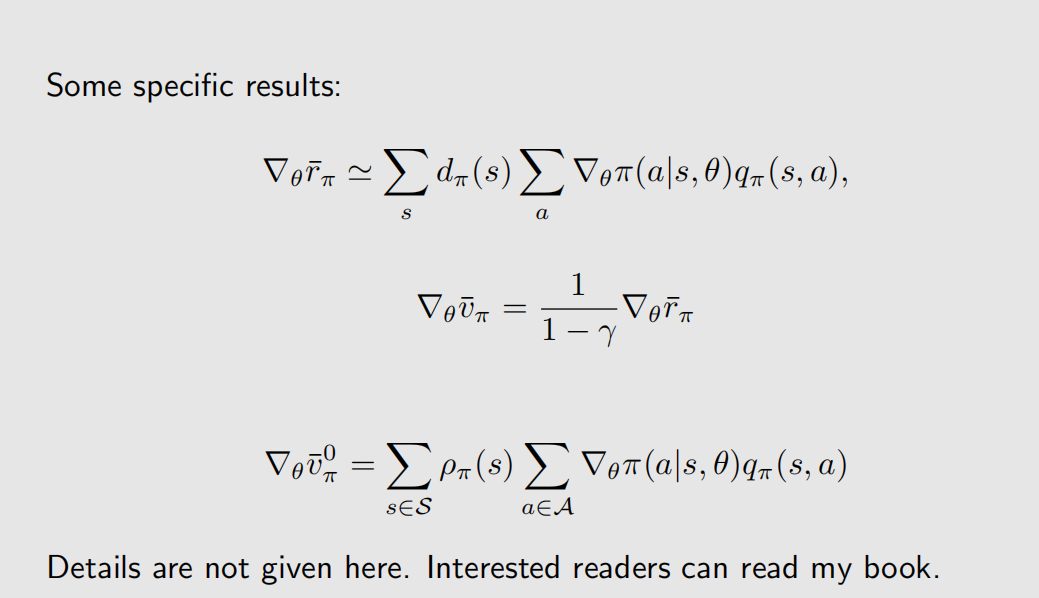 Some specific results:
∇_θ r̄_π ≃ ∑_s d_π(s) ∑_a ∇_θ π(a|s, θ) q_π(s, a),
∇_θ v̄_π = \frac{1}{1 − γ} ∇_θ r̄_π
∇_θ v̄_π^0 = ∑_{s∈𝒮} ρ_π(s) ∑_{a∈𝒜} ∇_θ π(a|s, θ) q_π(s, a)
Details are not given here. Interested readers can read my book.